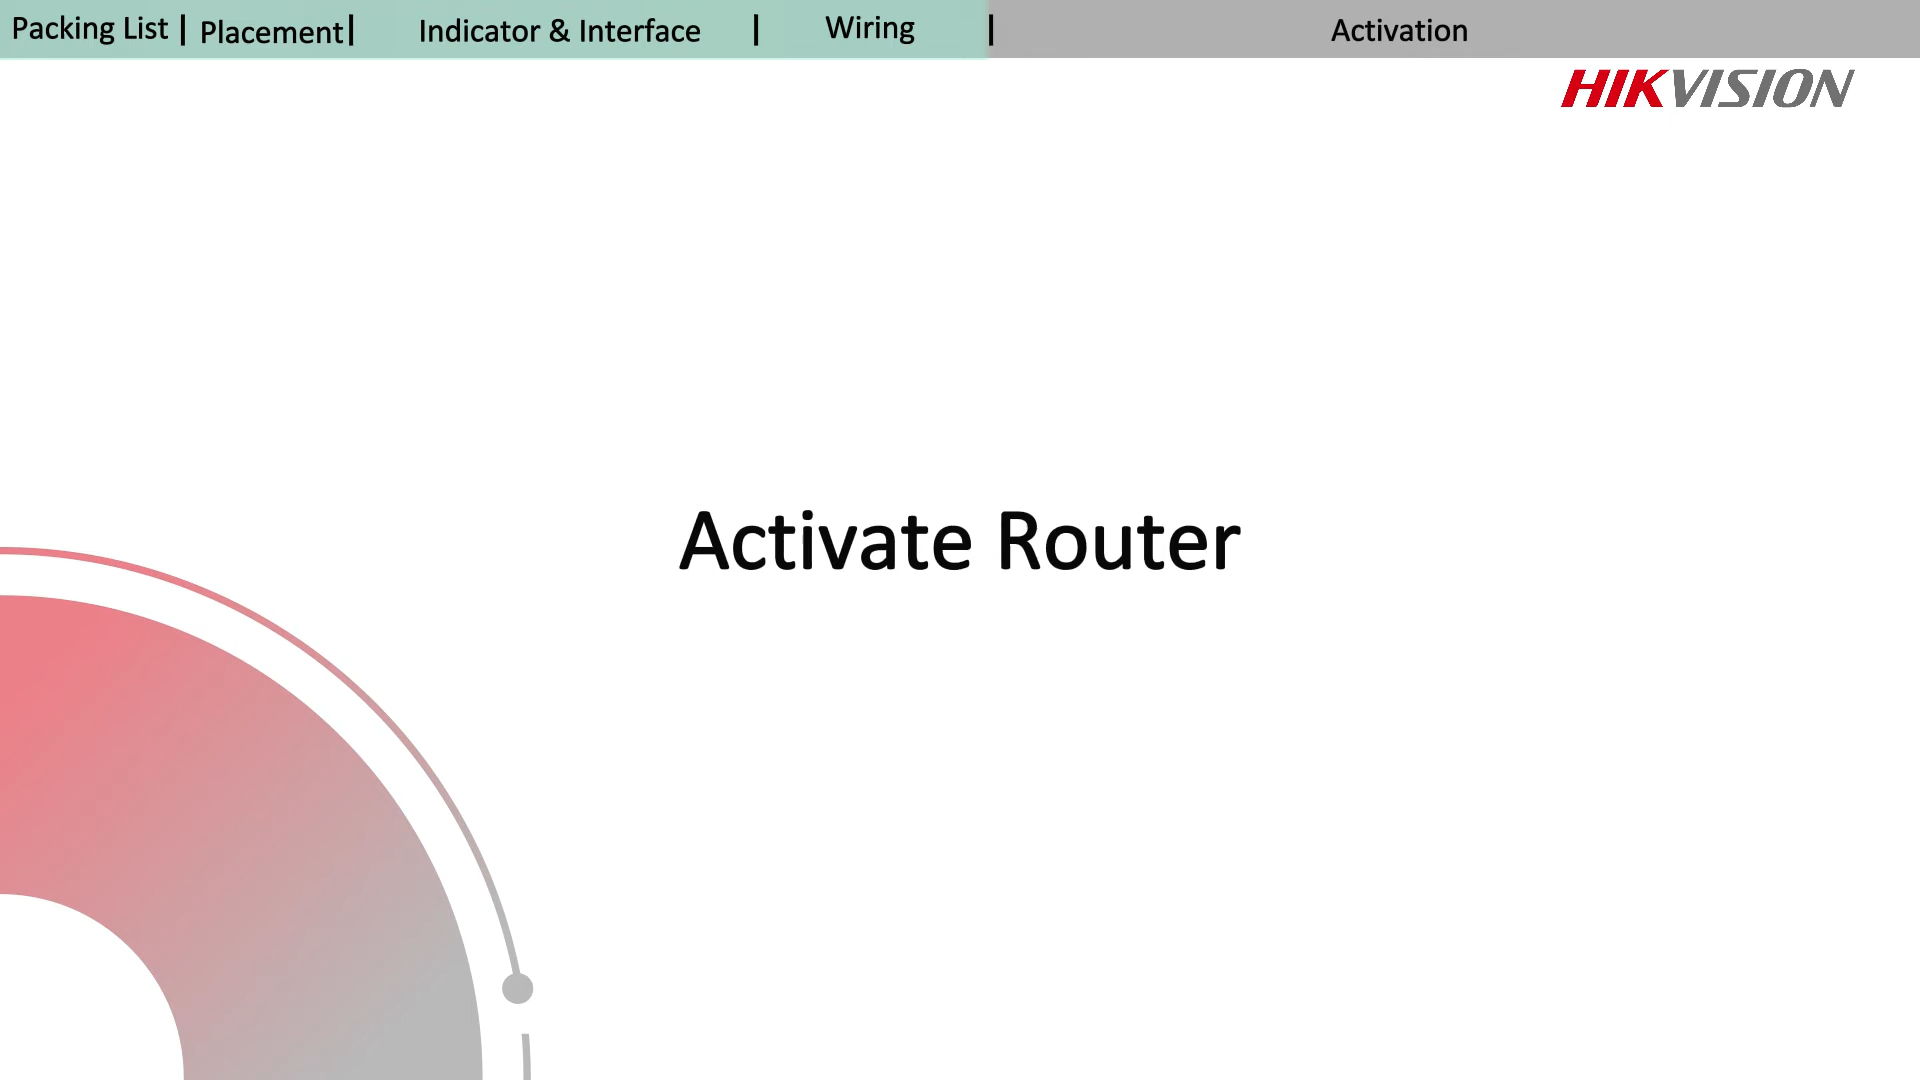 Packing List | Placement | Indicator & Interface | Wiring | Activation
HIKVISION
Activate Router